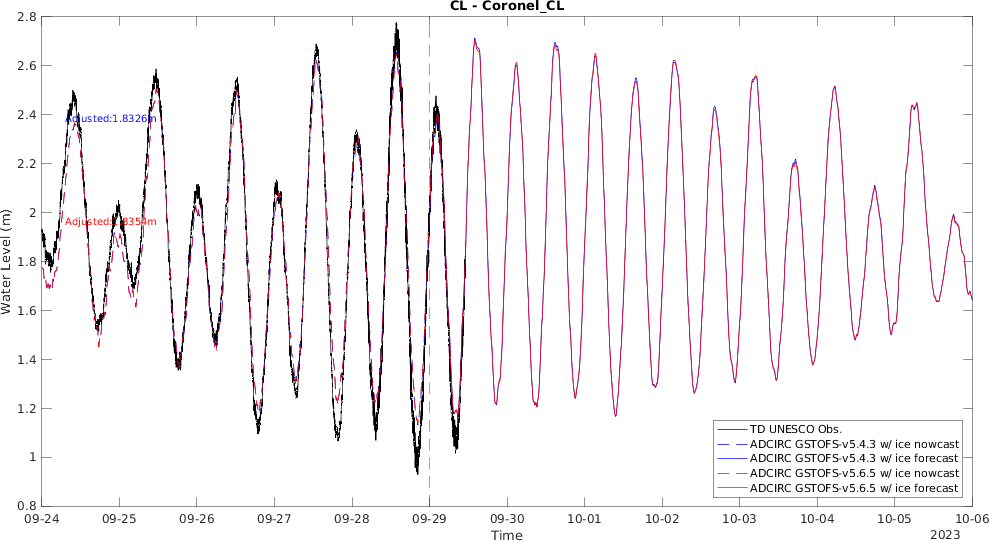 CL - Coronel_CL
2.8
2.6
2.4
2.2
2
1.8
1.6
1.4
1.2
1
0.8
Water Level (m)
Adjusted:1.8326m
Adjusted:1.8354m
TD UNESCO Obs.
ADCIRC GSTOFS-v5.4.3 w/ ice nowcast
ADCIRC GSTOFS-v5.4.3 w/ ice forecast
ADCIRC GSTOFS-v5.6.5 w/ ice nowcast
ADCIRC GSTOFS-v5.6.5 w/ ice forecast
09-24 09-25 09-26 09-27 09-28 09-29 09-30 10-01 10-02 10-03 10-04 10-05 10-06
Time
2023